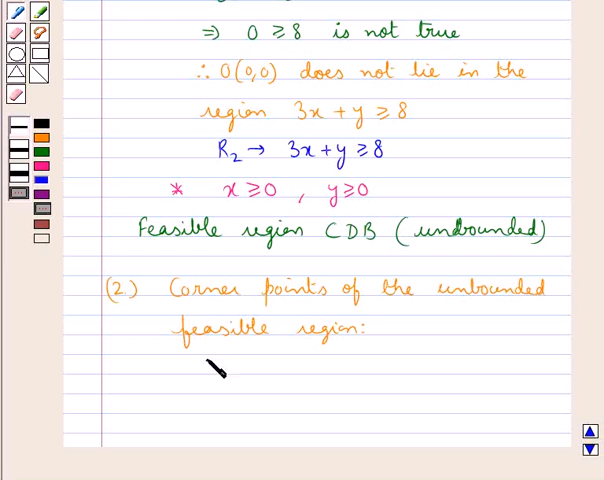 ⇒ 0 ≥ 8 is not true
∴ O(0,0) does not lie in the
region 3x + y ≥ 8
R₂ → 3x + y ≥ 8
* x ≥ 0 , y ≥ 0
Feasible region CDB (unbounded)
(2.) Corner points of the unbounded
feasible region: